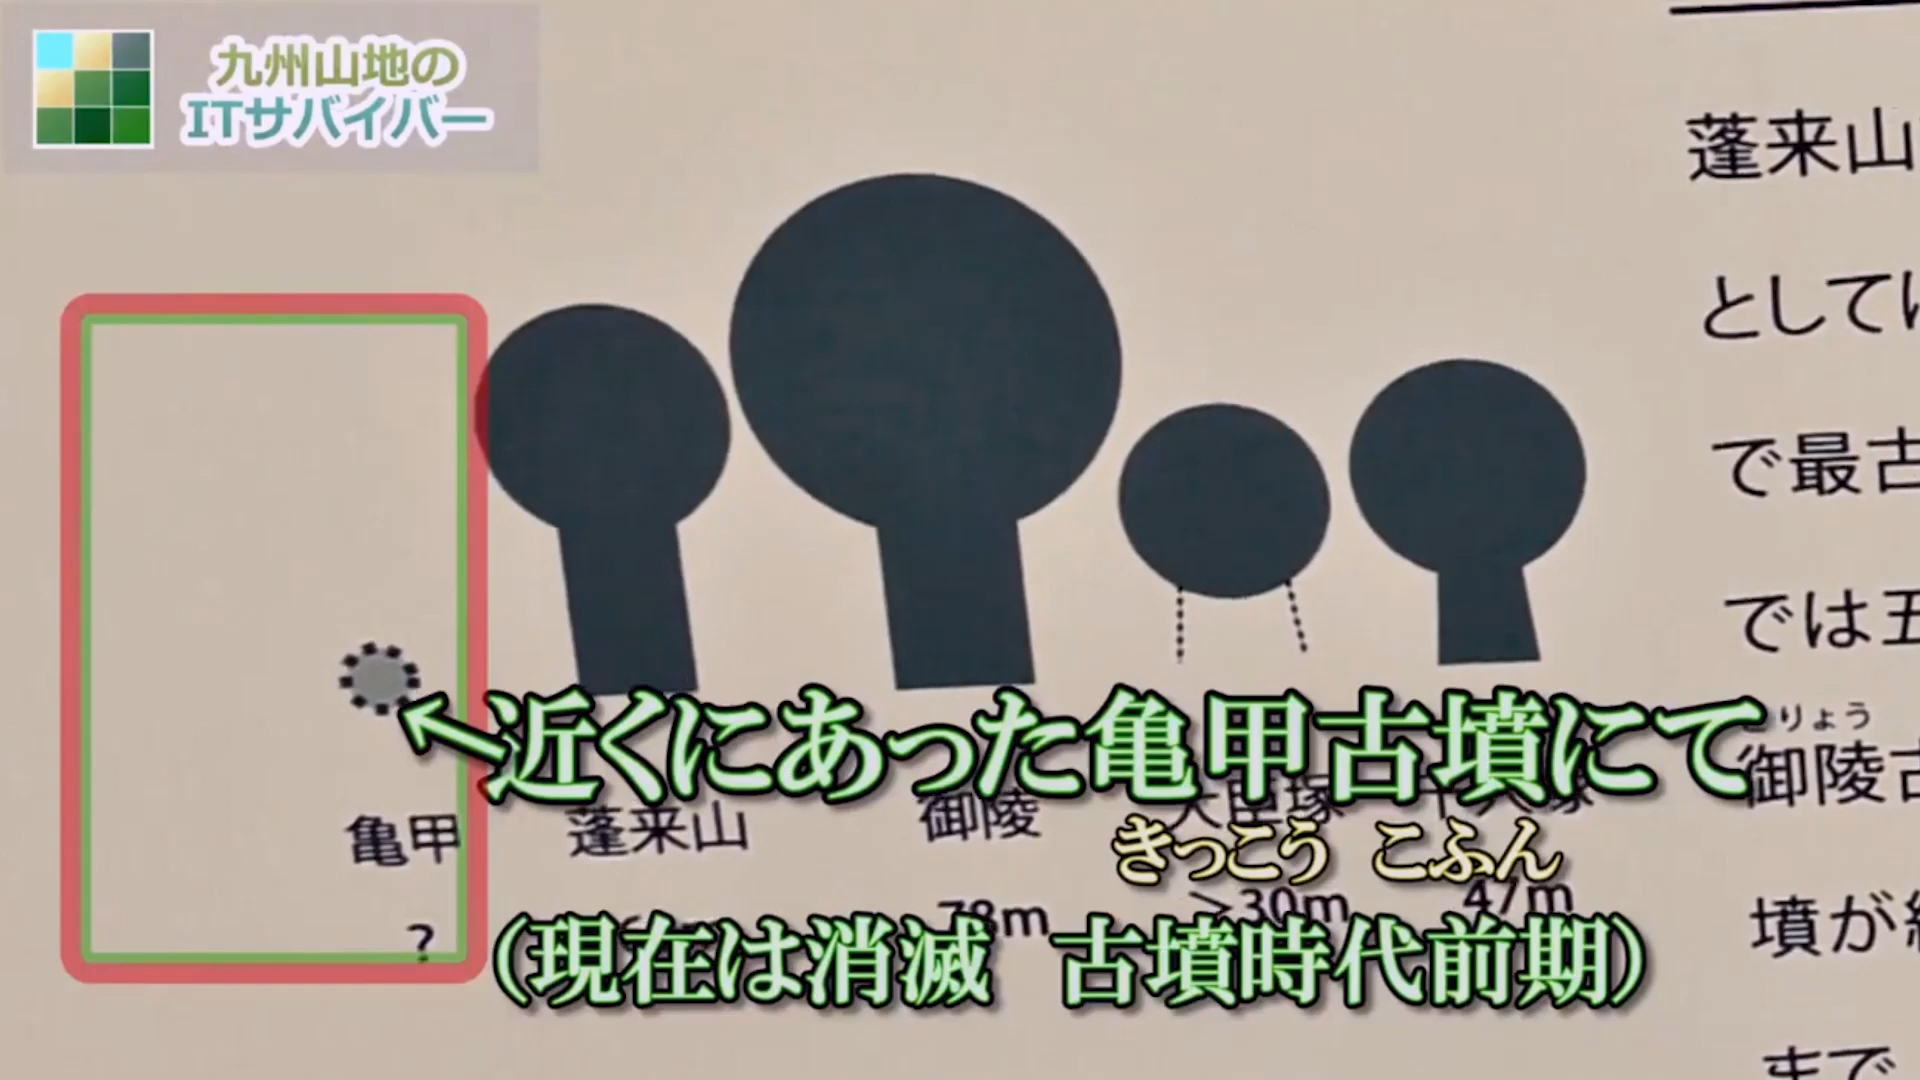 九州山地の
ITサバイバー
蓬来山
としては
で最古
では五
りょう
御陵古
墳が
まで
←近くにあった亀甲古墳にて
きっこう こふん
(現在は消滅 古墳時代前期)
亀甲
蓬来山
御陵
大臣塚
千人塚
?
78m
>30m
47m